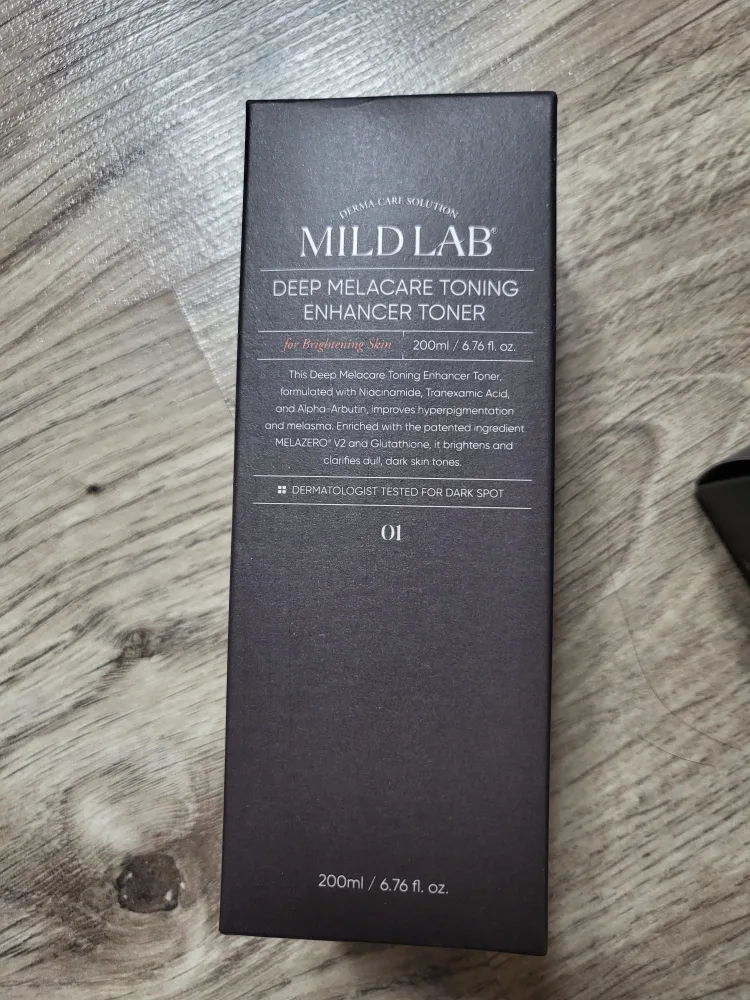 DERMA-CARE SOLUTION
MILD LAB®
DEEP MELACARE TONING
ENHANCER TONER
for Brightening Skin
200ml / 6.76 fl. oz.
This Deep Melacare Toning Enhancer Toner,
formulated with Niacinamide, Tranexamic Acid,
and Alpha-Arbutin, improves hyperpigmentation
and melasma. Enriched with the patented ingredient
MELAZERO® V2 and Glutathione, it brightens and
clarifies dull, dark skin tones.
DERMATOLOGIST TESTED FOR DARK SPOT
01
200ml / 6.76 fl. oz.